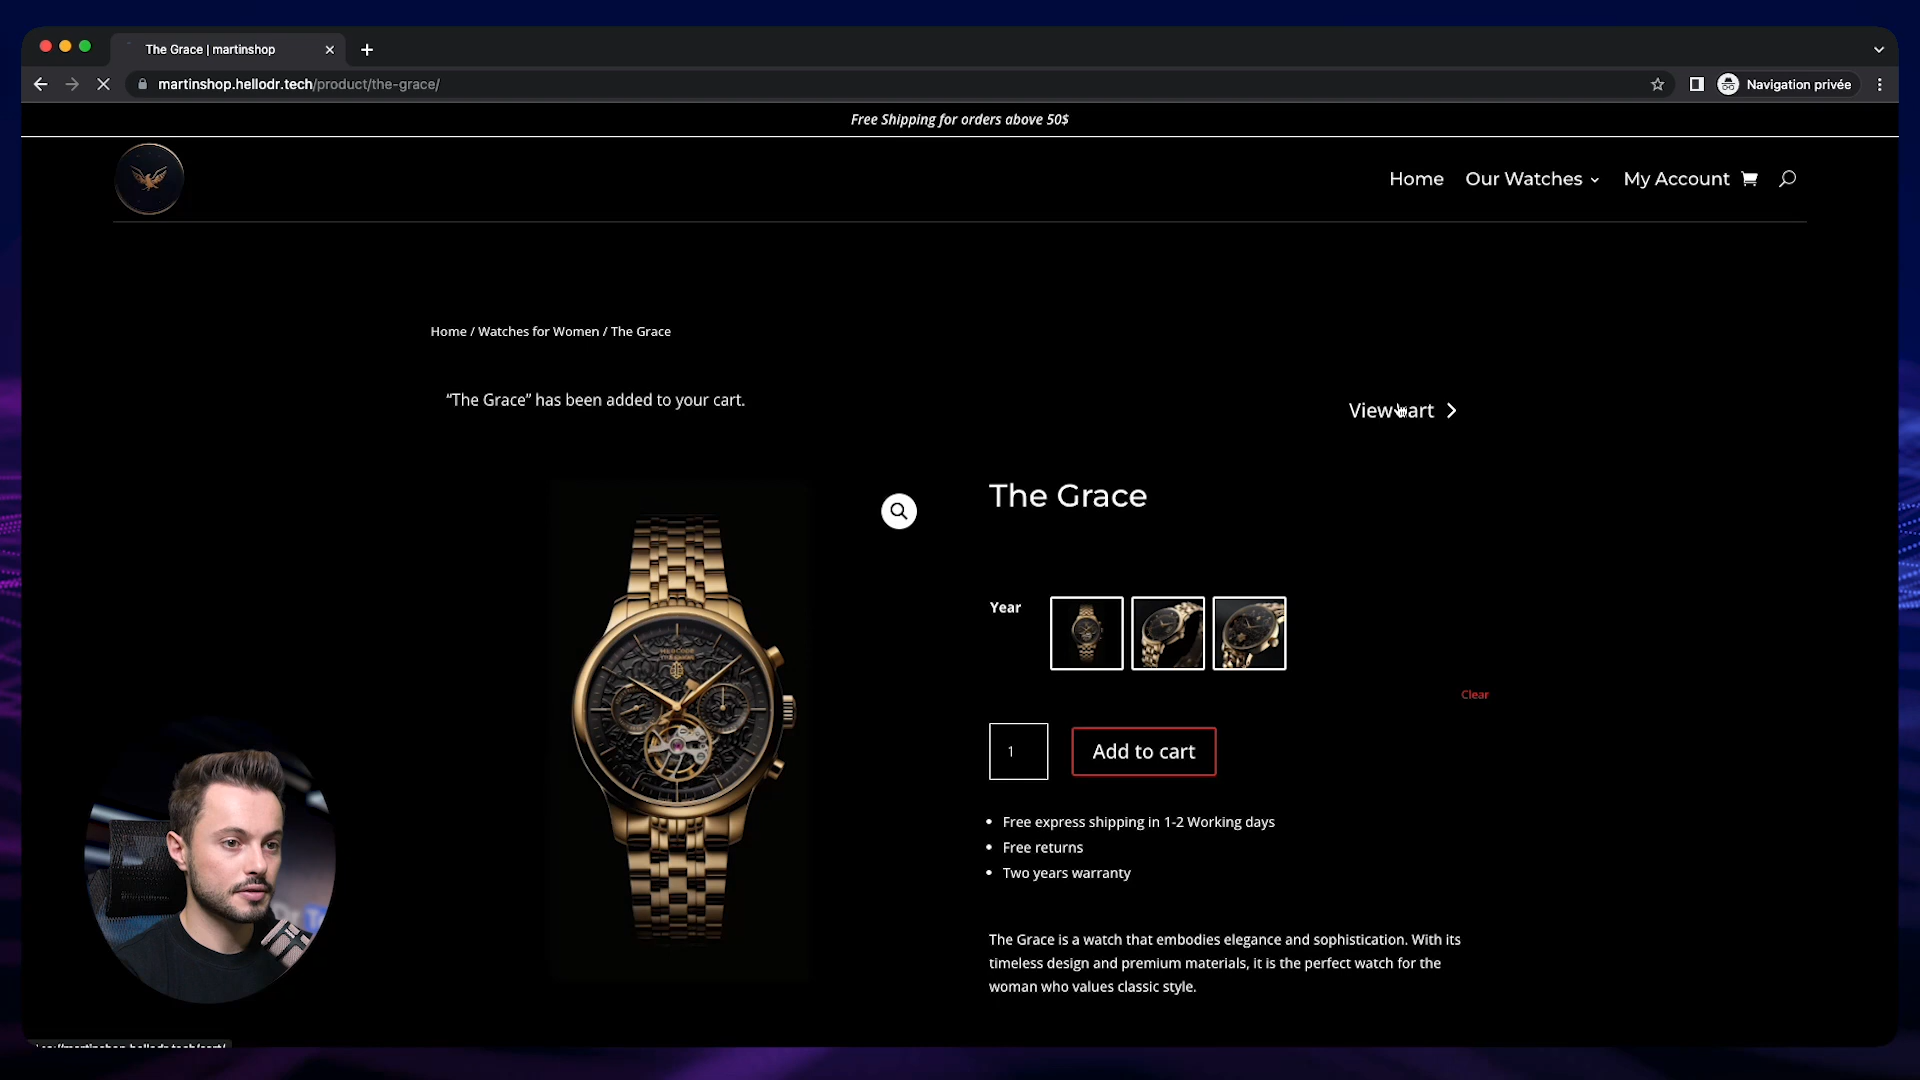 The Grace | martinshop
martinshop.hellodr.tech/product/the-grace/
Navigation privée
Free Shipping for orders above 50$
Home
Our Watches
My Account
Home / Watches for Women / The Grace
“The Grace” has been added to your cart.
View cart
The Grace
Year
Clear
1
Add to cart
• Free express shipping in 1-2 Working days
• Free returns
• Two years warranty
The Grace is a watch that embodies elegance and sophistication. With its
timeless design and premium materials, it is the perfect watch for the
woman who values classic style.